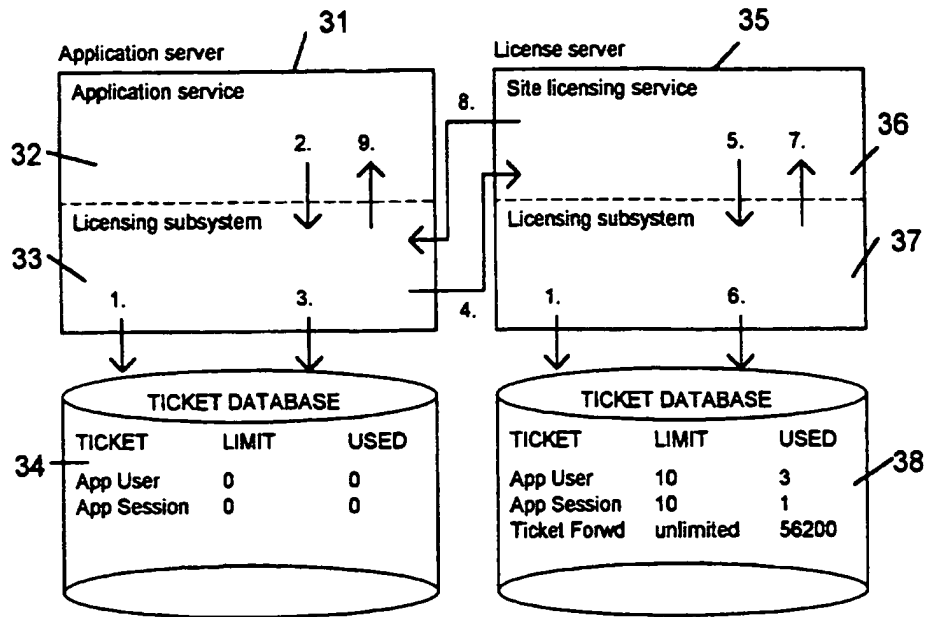 31
35
Application server
License server
Application service
Site licensing service
8.
32
2.
9.
5.
7.
36
Licensing subsystem
Licensing subsystem
33
37
1.
3.
4.
1.
6.
TICKET DATABASE
TICKET LIMIT USED
App User 0 0
App Session 0 0
34
TICKET DATABASE
TICKET LIMIT USED
App User 10 3
App Session 10 1
Ticket Forwd unlimited 56200
38